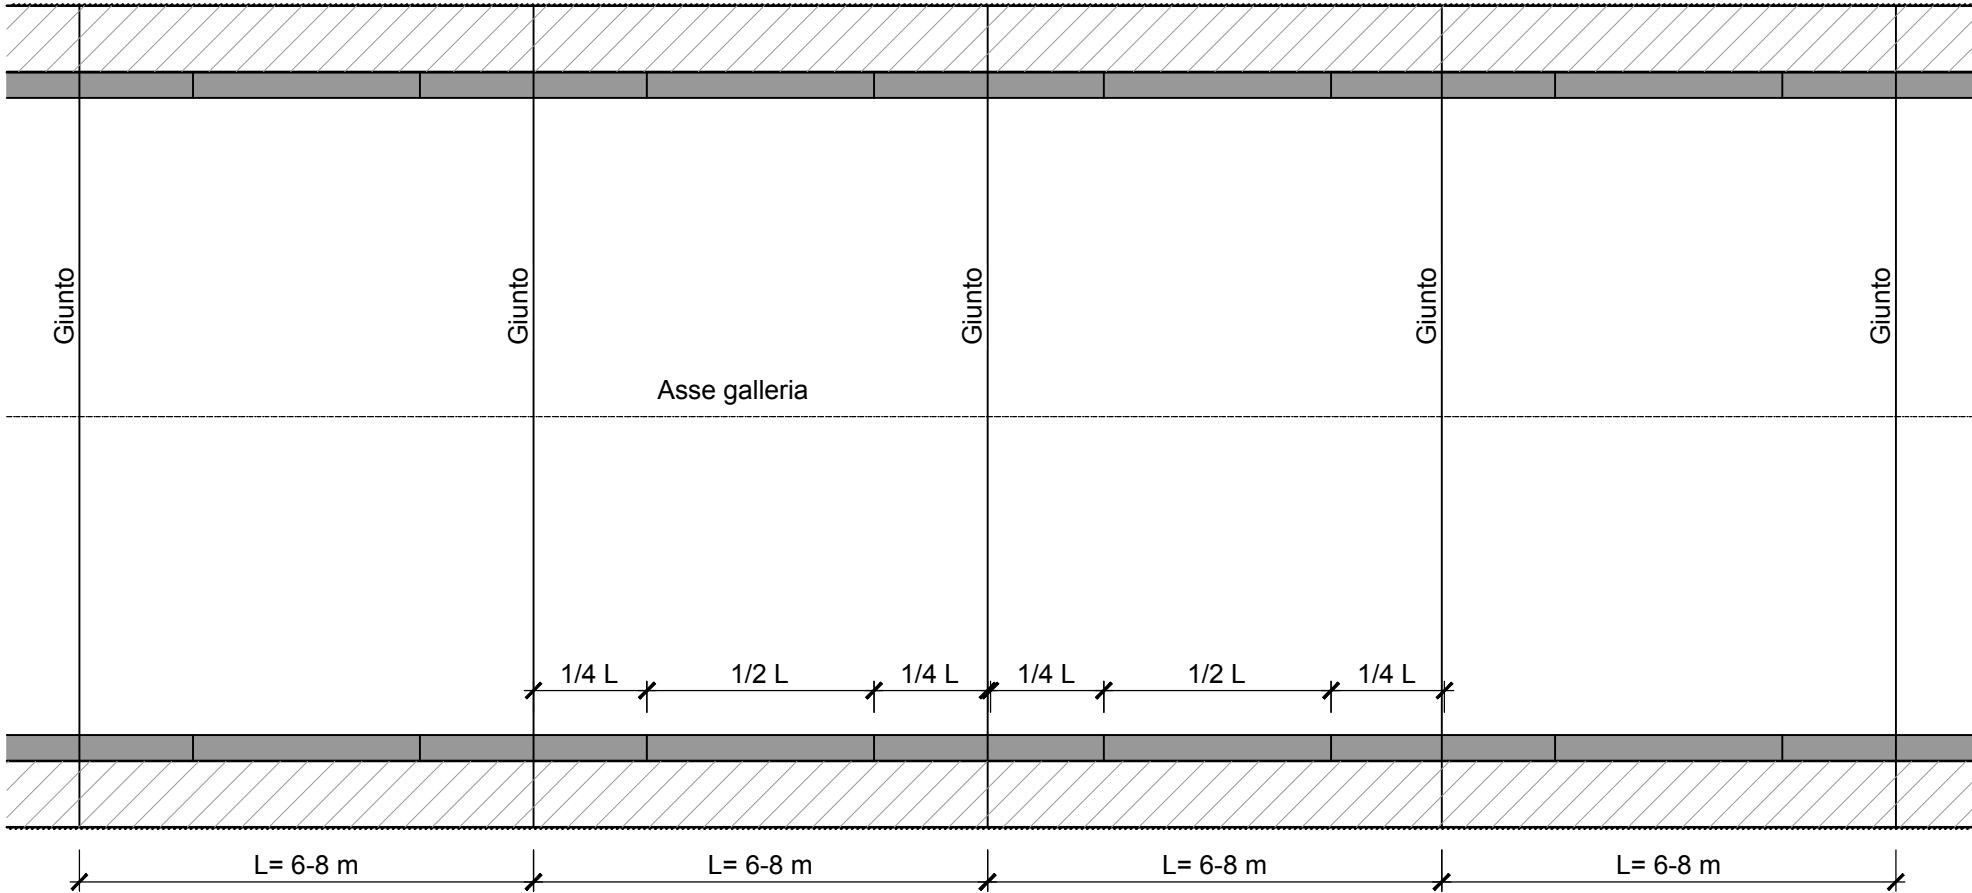 Giunto
Giunto
Giunto
Giunto
Giunto
Asse galleria
1/4 L
1/2 L
1/4 L
1/4 L
1/2 L
1/4 L
L= 6-8 m
L= 6-8 m
L= 6-8 m
L= 6-8 m